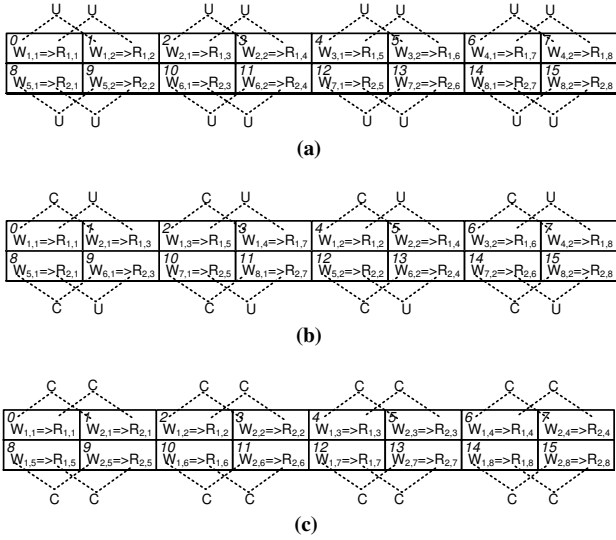 U U U U U U U U
0 1 2 3 4 5 6 7
W1,1=>R1,1 W1,2=>R1,2 W2,1=>R1,3 W2,2=>R1,4 W3,1=>R1,5 W3,2=>R1,6 W4,1=>R1,7 W4,2=>R1,8
8 9 10 11 12 13 14 15
W5,1=>R2,1 W5,2=>R2,2 W6,1=>R2,3 W6,2=>R2,4 W7,1=>R2,5 W7,2=>R2,6 W8,1=>R2,7 W8,2=>R2,8
U U U U U U U U
(a)
C U C U C U C U
0 1 2 3 4 5 6 7
W1,1=>R1,1 W2,1=>R1,3 W1,3=>R1,5 W1,4=>R1,7 W1,2=>R1,2 W2,2=>R1,4 W3,2=>R1,6 W4,2=>R1,8
8 9 10 11 12 13 14 15
W5,1=>R2,1 W6,1=>R2,3 W7,1=>R2,5 W8,1=>R2,7 W5,2=>R2,2 W6,2=>R2,4 W7,2=>R2,6 W8,2=>R2,8
C U C U C U C U
(b)
C C C C C C C C
0 1 2 3 4 5 6 7
W1,1=>R1,1 W2,1=>R2,1 W1,2=>R1,2 W2,2=>R2,2 W1,3=>R1,3 W2,3=>R2,3 W1,4=>R1,4 W2,4=>R2,4
8 9 10 11 12 13 14 15
W1,5=>R1,5 W2,5=>R2,5 W1,6=>R1,6 W2,6=>R2,6 W1,7=>R1,7 W2,7=>R2,7 W1,8=>R1,8 W2,8=>R2,8
C C C C C C C C
(c)